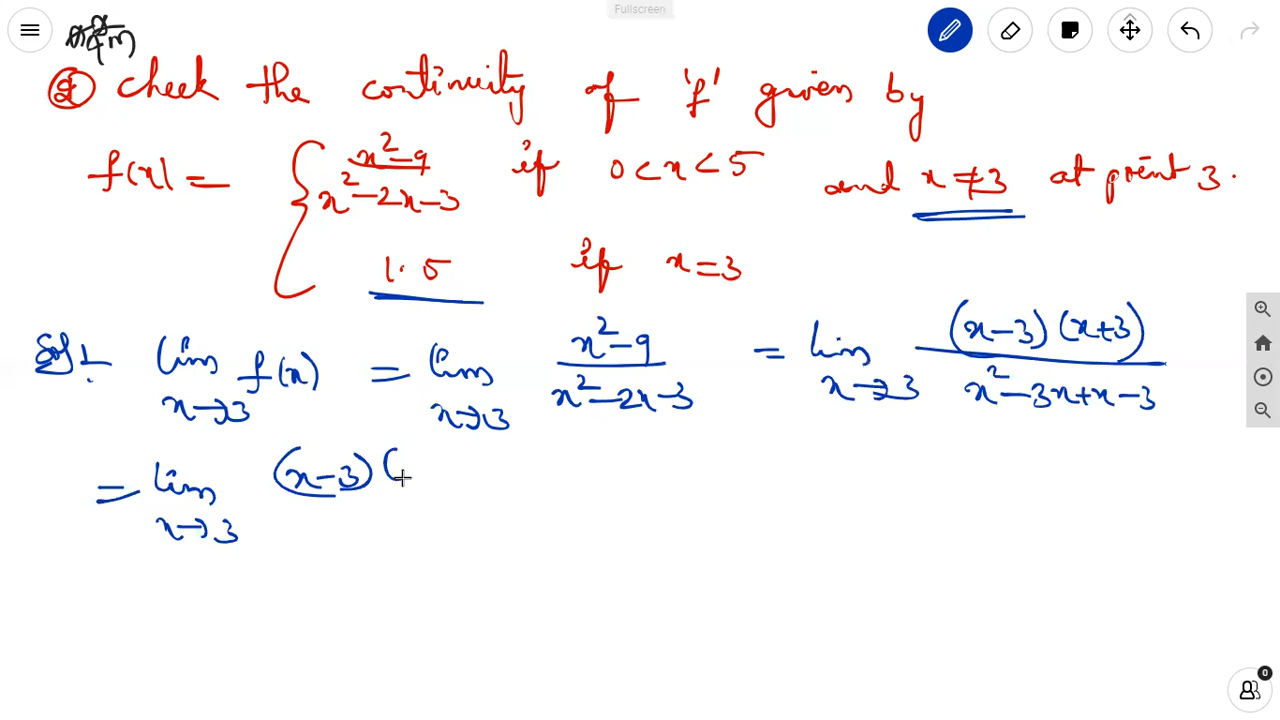 Fullscreen
② Check the continuity of 'f' given by
f(x) = { x²-9 / x²-2x-3 if 0<x<5 and x≠3 at point 3.
1.5 if x=3
Sol:- lim x→3 f(x) = lim x→3 x²-9 / x²-2x-3 = lim x→3 (x-3)(x+3) / x²-3x+x-3
= lim x→3 (x-3)(
0